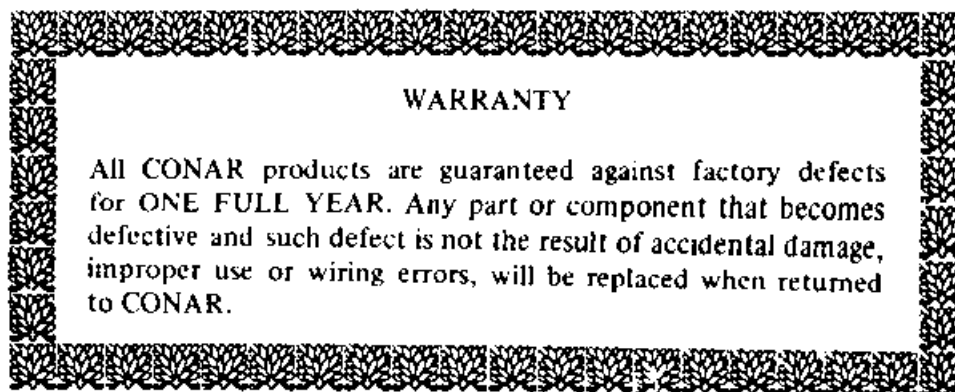 WARRANTY
All CONAR products are guaranteed against factory defects
for ONE FULL YEAR. Any part or component that becomes
defective and such defect is not the result of accidental damage,
improper use or wiring errors, will be replaced when returned
to CONAR.